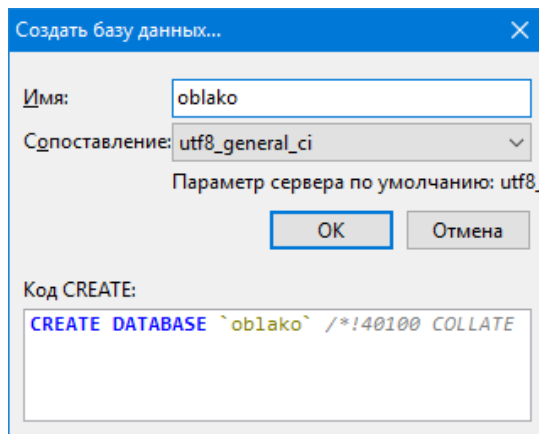 Создать базу данных...
Имя: oblako
Сопоставление: utf8_general_ci
Параметр сервера по умолчанию: utf8_
OK Отмена
Код CREATE:
CREATE DATABASE `oblako` /*!40100 COLLATE